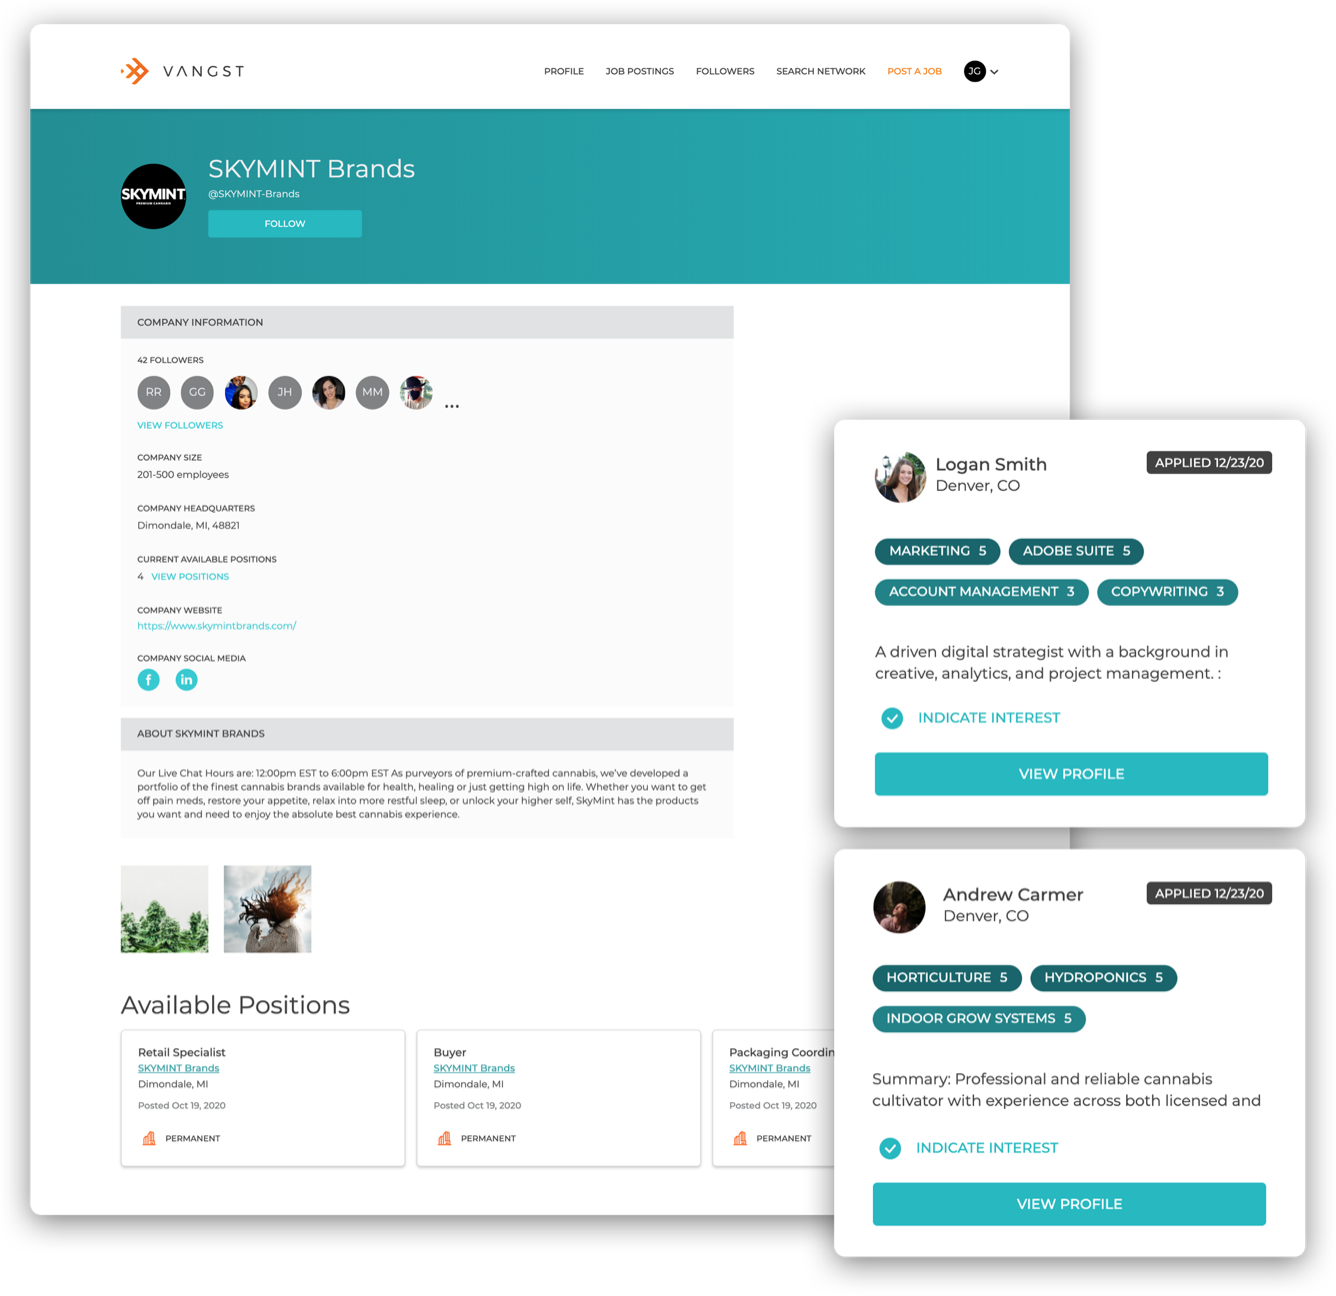 VANGST
PROFILE
JOB POSTINGS
FOLLOWERS
SEARCH NETWORK
POST A JOB
JG
SKYMINT
PREMIUM CANNABIS
SKYMINT Brands
@SKYMINT-Brands
FOLLOW
COMPANY INFORMATION
42 FOLLOWERS
RR
GG
JH
MM
...
VIEW FOLLOWERS
COMPANY SIZE
201-500 employees
COMPANY HEADQUARTERS
Dimondale, MI, 48821
CURRENT AVAILABLE POSITIONS
4 VIEW POSITIONS
COMPANY WEBSITE
https://www.skymintbrands.com/
COMPANY SOCIAL MEDIA
f
in
ABOUT SKYMINT BRANDS
Our Live Chat Hours are: 12:00pm EST to 6:00pm EST As purveyors of premium-crafted cannabis, we've developed a
portfolio of the finest cannabis brands available for health, healing or just getting high on life. Whether you want to get
off pain meds, restore your appetite, relax into more restful sleep, or unlock your higher self, SkyMint has the products
you want and need to enjoy the absolute best cannabis experience.
Available Positions
Retail Specialist
SKYMINT Brands
Dimondale, MI
Posted Oct 19, 2020
PERMANENT
Buyer
SKYMINT Brands
Dimondale, MI
Posted Oct 19, 2020
PERMANENT
Packaging Coordin
SKYMINT Brands
Dimondale, MI
Posted Oct 19, 2020
PERMANENT
Logan Smith
Denver, CO
APPLIED 12/23/20
MARKETING 5
ADOBE SUITE 5
ACCOUNT MANAGEMENT 3
COPYWRITING 3
A driven digital strategist with a background in
creative, analytics, and project management. :
INDICATE INTEREST
VIEW PROFILE
Andrew Carmer
Denver, CO
APPLIED 12/23/20
HORTICULTURE 5
HYDROPONICS 5
INDOOR GROW SYSTEMS 5
Summary: Professional and reliable cannabis
cultivator with experience across both licensed and
INDICATE INTEREST
VIEW PROFILE